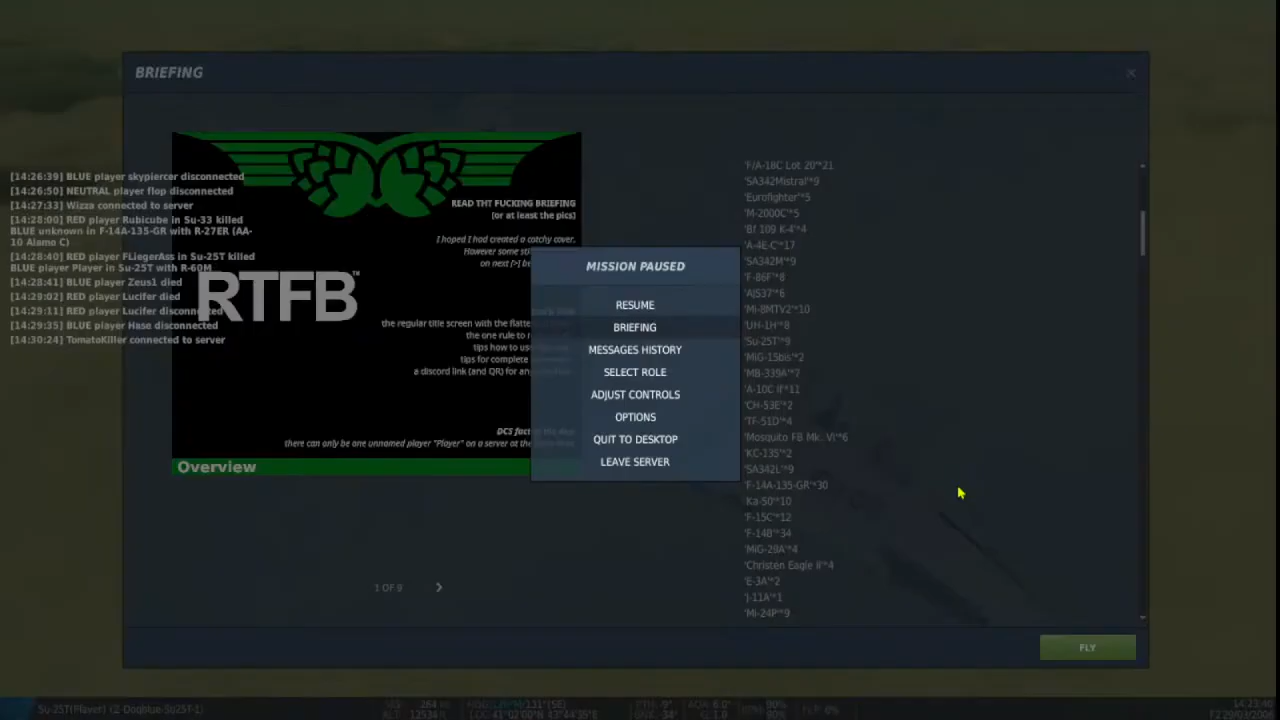 BRIEFING
[14:26:39] BLUE player skypiercer disconnected
[14:26:50] NEUTRAL player flop disconnected
[14:27:33] Wizza connected to server
[14:28:00] RED player Rubicube in Su-33 killed
BLUE unknown in F-14A-135-GR with R-27ER (AA-
10 Alamo C)
[14:28:40] RED player FLiegerAss in Su-25T killed
BLUE player Player in Su-25T with R-60M
[14:28:41] BLUE player Zeus1 died
[14:29:02] RED player Lucifer died
[14:29:11] RED player Lucifer disconnected
[14:29:35] BLUE player Hase disconnected
[14:30:24] TomatoKiller connected to server
READ THT FUCKING BRIEFING
(or at least the pics)
I hoped I had created a catchy cover.
However some
on next [>]
RTFB™
the regular title screen with the
the one rule to
tips how to
tips for complete
a discord link (and QR) for
DCS
there can only be one unnamed player "Player" on a server at the
Overview
1 OF 9 >
MISSION PAUSED
RESUME
BRIEFING
MESSAGES HISTORY
SELECT ROLE
ADJUST CONTROLS
OPTIONS
QUIT TO DESKTOP
LEAVE SERVER
'F/A-18C Lot 20'*21
'SA342Mistral'*9
'Eurofighter'*5
'M-2000C'*5
'Bf 109 K-4'*4
'A-4E-C'*17
'SA342M'*9
'F-86F'*8
'AJS37'*6
'Mi-8MTV2'*10
'UH-1H'*8
'Su-25T'*9
'MiG-15bis'*2
'MB-339A'*7
'A-10C II'*11
'CH-53E'*2
'TF-51D'*4
'Mosquito FB Mk. VI'*6
'KC-135'*2
'SA342L'*9
'F-14A-135-GR'*30
'Ka-50'*10
'F-15C'*12
'F-14B'*34
'MiG-29A'*4
'Christen Eagle II'*4
'E-3A'*2
'J-11A'*1
'Mi-24P'*9
FLY
Su-25T(Player) (2-Dogblue-Su25T-1)